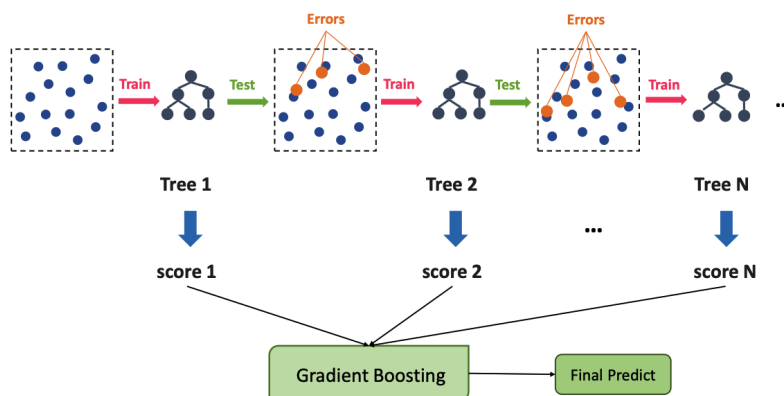 Errors
Errors
Train
Test
Train
Test
Train
...
Tree 1
Tree 2
Tree N
...
score 1
score 2
score N
Gradient Boosting
Final Predict